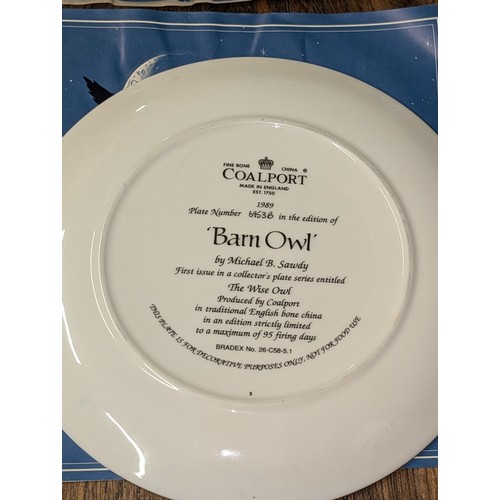 FINE BONE CHINA ®
COALPORT
MADE IN ENGLAND
EST. 1750
1989
Plate Number in the edition of
'Barn Owl'
by Michael B. Sawdy
First issue in a collector's plate series entitled
The Wise Owl
Produced by Coalport
in traditional English bone china
in an edition strictly limited
to a maximum of 95 firing days
BRADEX No. 26-C58-5.1
THIS PLATE IS FOR DECORATIVE PURPOSES ONLY, NOT FOR FOOD USE